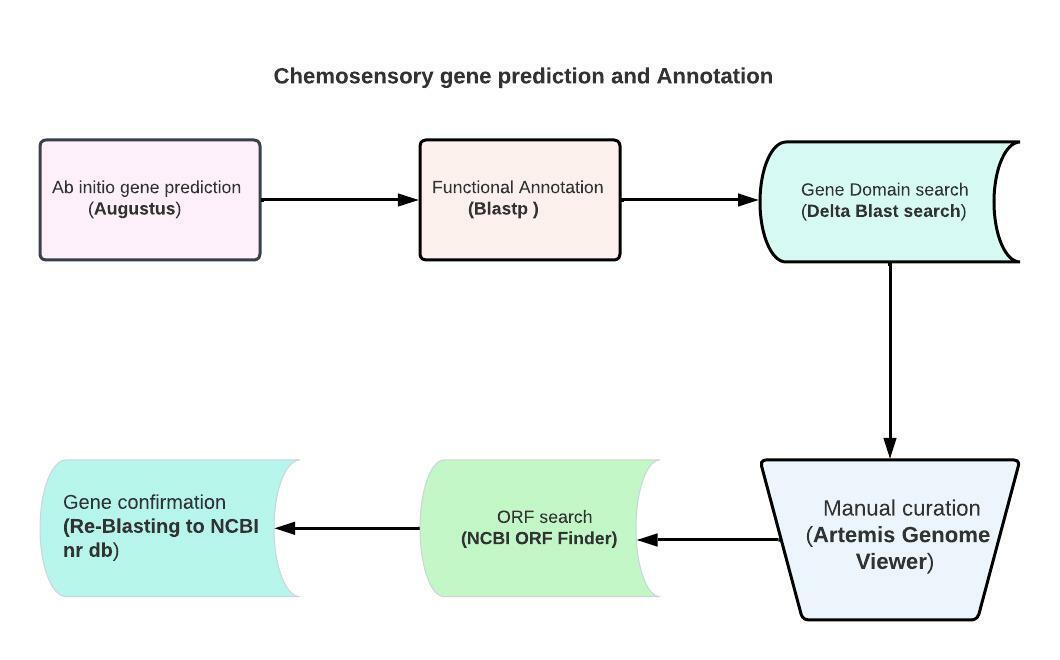 Chemosensory gene prediction and Annotation
Ab initio gene prediction
(Augustus)
Functional Annotation
(Blastp )
Gene Domain search
(Delta Blast search)
Manual curation
(Artemis Genome
Viewer)
ORF search
(NCBI ORF Finder)
Gene confirmation
(Re-Blasting to NCBI
nr db)